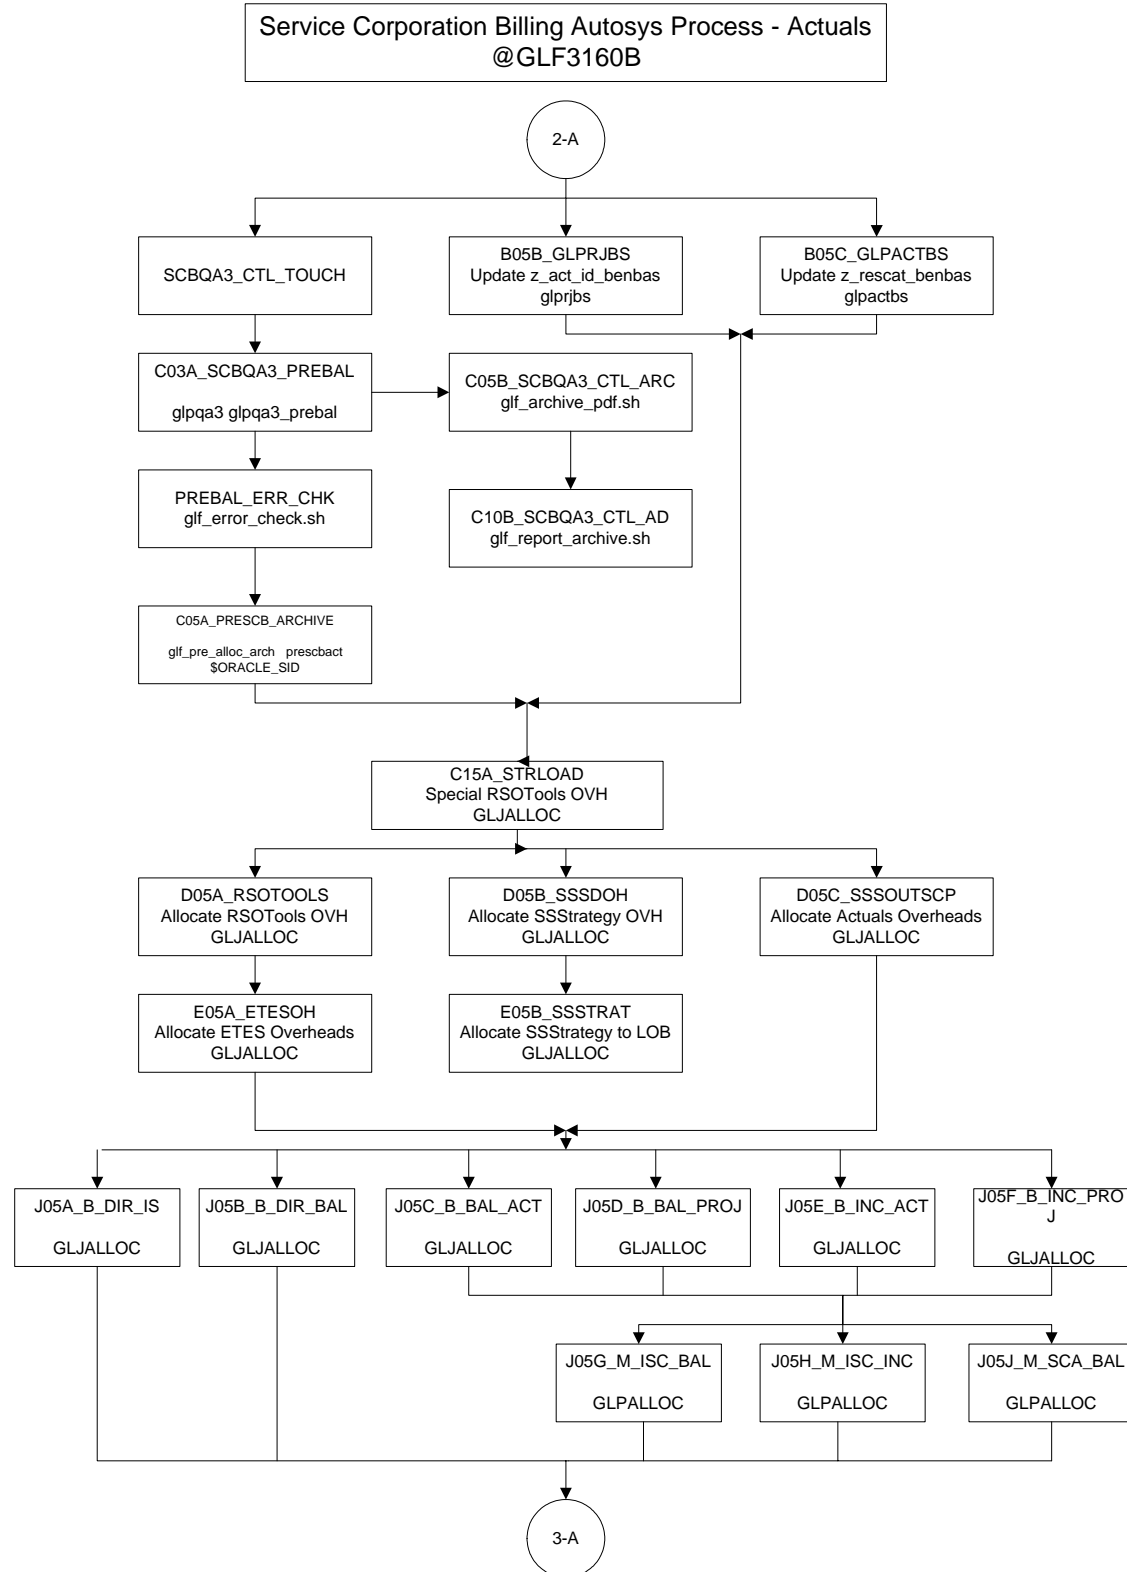 Service Corporation Billing Autosys Process - Actuals
@GLF3160B
2-A
SCBQA3_CTL_TOUCH
B05B_GLPRJBS
Update z_act_id_benbas
glprjbs
B05C_GLPACTBS
Update z_rescat_benbas
glpactbs
C03A_SCBQA3_PREBAL
glpqa3 glpqa3_prebal
C05B_SCBQA3_CTL_ARC
glf_archive_pdf.sh
PREBAL_ERR_CHK
glf_error_check.sh
C10B_SCBQA3_CTL_AD
glf_report_archive.sh
C05A_PRESCB_ARCHIVE
glf_pre_alloc_arch prescbact
$ORACLE_SID
C15A_STRLOAD
Special RSOTools OVH
GLJALLOC
D05A_RSOTOOLS
Allocate RSOTools OVH
GLJALLOC
D05B_SSSDOH
Allocate SSStrategy OVH
GLJALLOC
D05C_SSSOUTSCP
Allocate Actuals Overheads
GLJALLOC
E05A_ETESOH
Allocate ETES Overheads
GLJALLOC
E05B_SSSTRAT
Allocate SSStrategy to LOB
GLJALLOC
J05A_B_DIR_IS
GLJALLOC
J05B_B_DIR_BAL
GLJALLOC
J05C_B_BAL_ACT
GLJALLOC
J05D_B_BAL_PROJ
GLJALLOC
J05E_B_INC_ACT
GLJALLOC
J05F_B_INC_PRO
J
GLJALLOC
J05G_M_ISC_BAL
GLPALLOC
J05H_M_ISC_INC
GLPALLOC
J05J_M_SCA_BAL
GLPALLOC
3-A